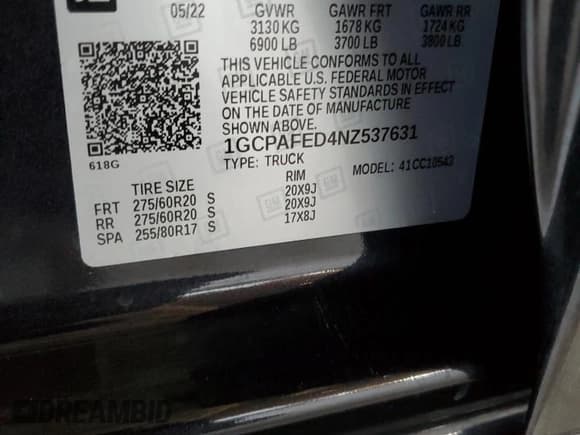 05/22 GVWR GAWR FRT GAWR RR
3130 KG 1678 KG 1724 KG
6900 LB 3700 LB 3800 LB
THIS VEHICLE CONFORMS TO ALL
APPLICABLE U.S. FEDERAL MOTOR
VEHICLE SAFETY STANDARDS IN EFFECT
ON THE DATE OF MANUFACTURE
SHOWN ABOVE.
1GCPAFED4NZ537631
618G
TYPE: TRUCK MODEL: 41CC10543
TIRE SIZE RIM
FRT 275/60R20 S 20X9J
RR 275/60R20 S 20X9J
SPA 255/80R17 S 17X8J
DREAMBID